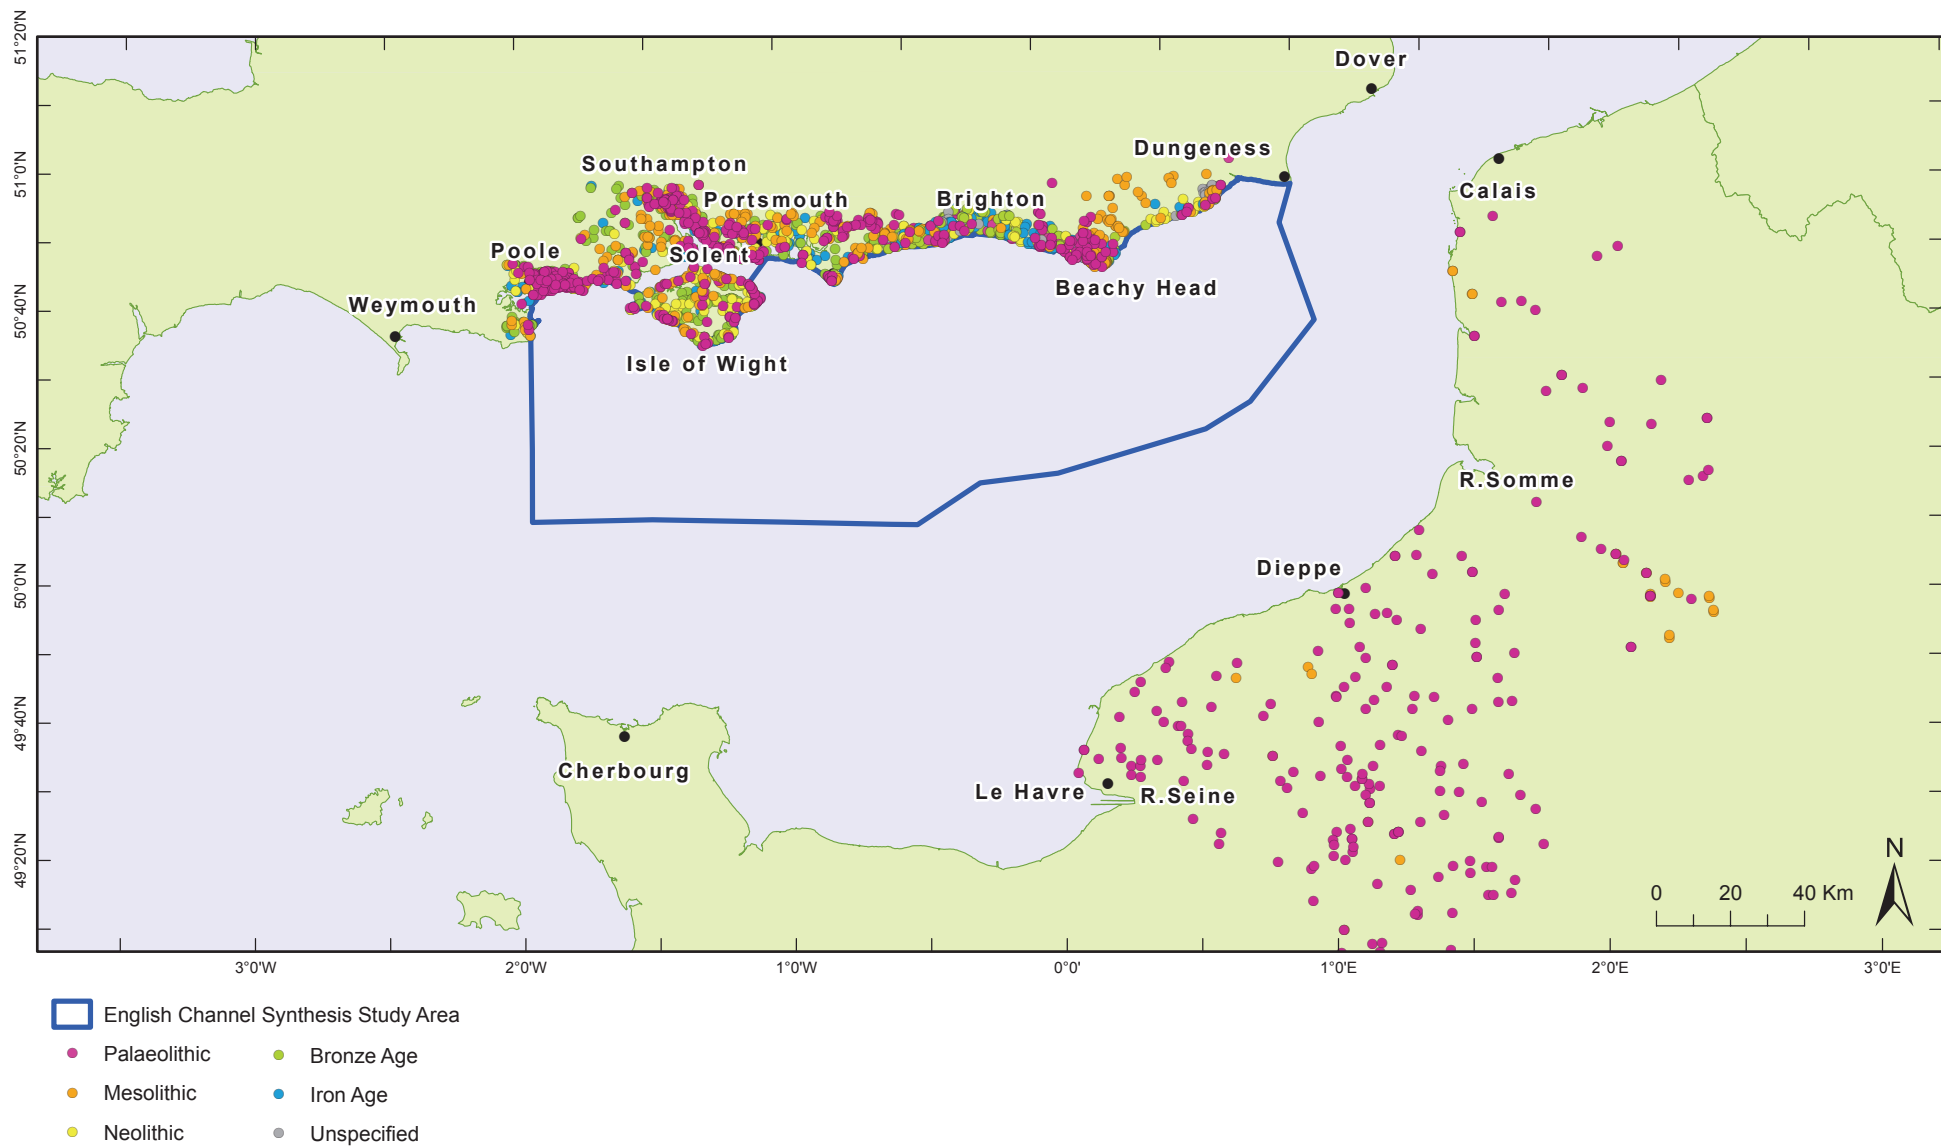 51°20'N
51°0'N
50°40'N
50°20'N
50°0'N
49°40'N
49°20'N
Dover
Dungeness
Southampton
Calais
Portsmouth
Brighton
Poole
Solent
Weymouth
Beachy Head
Isle of Wight
R.Somme
Dieppe
Cherbourg
Le Havre
R.Seine
N
0 20 40 Km
3°0'W
2°0'W
1°0'W
0°0'
1°0'E
2°0'E
3°0'E
English Channel Synthesis Study Area
Palaeolithic
Bronze Age
Mesolithic
Iron Age
Neolithic
Unspecified